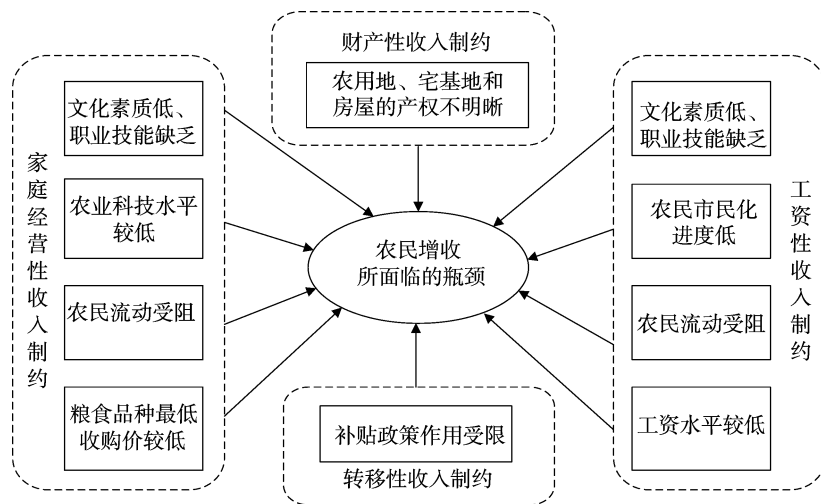 财产性收入制约
农用地、宅基地和
房屋的产权不明晰
家庭经营性收入制约
文化素质低、
职业技能缺乏
农业科技水平
较低
农民流动受阻
粮食品种最低
收购价较低
农民增收
所面临的瓶颈
文化素质低、
职业技能缺乏
农民市民化
进度低
农民流动受阻
工资水平较低
工资性收入制约
补贴政策作用受限
转移性收入制约